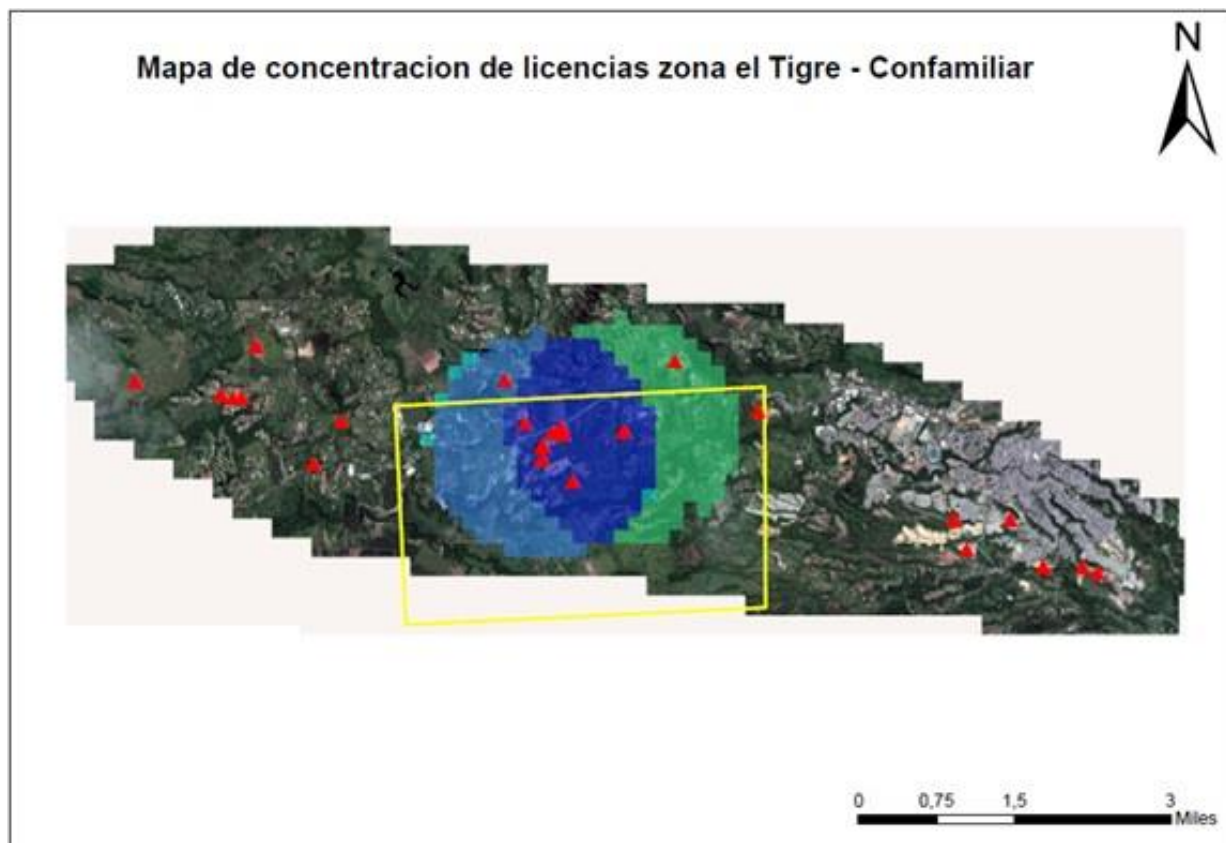 N
Mapa de concentracion de licencias zona el Tigre - Confamiliar
0 0,75 1,5 3
Miles